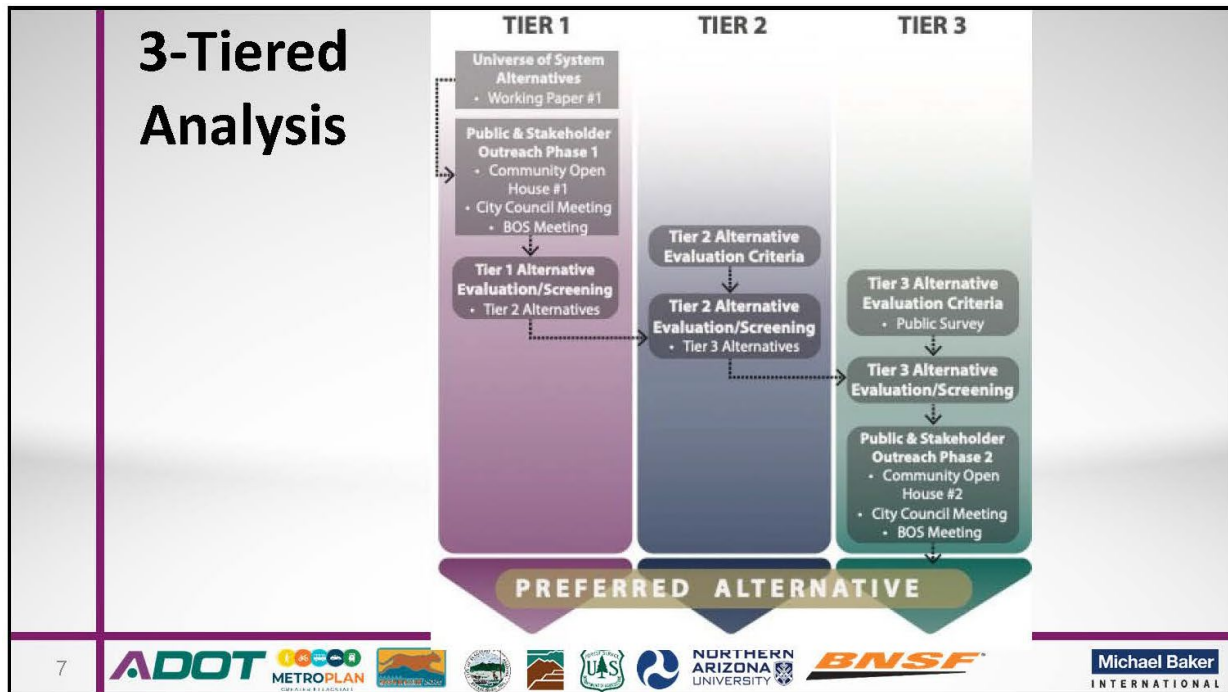 3-Tiered
Analysis
TIER 1
Universe of System
Alternatives
• Working Paper #1
Public & Stakeholder
Outreach Phase 1
• Community Open
House #1
• City Council Meeting
• BOS Meeting
Tier 1 Alternative
Evaluation/Screening
• Tier 2 Alternatives
TIER 2
Tier 2 Alternative
Evaluation Criteria
Tier 2 Alternative
Evaluation/Screening
• Tier 3 Alternatives
TIER 3
Tier 3 Alternative
Evaluation Criteria
• Public Survey
Tier 3 Alternative
Evaluation/Screening
Public & Stakeholder
Outreach Phase 2
• Community Open
House #2
• City Council Meeting
• BOS Meeting
PREFERRED ALTERNATIVE
7
ADOT
METROPLAN
GREATER FLAGSTAFF
UAS
NORTHERN
ARIZONA
UNIVERSITY
BNSF
Michael Baker
INTERNATIONAL